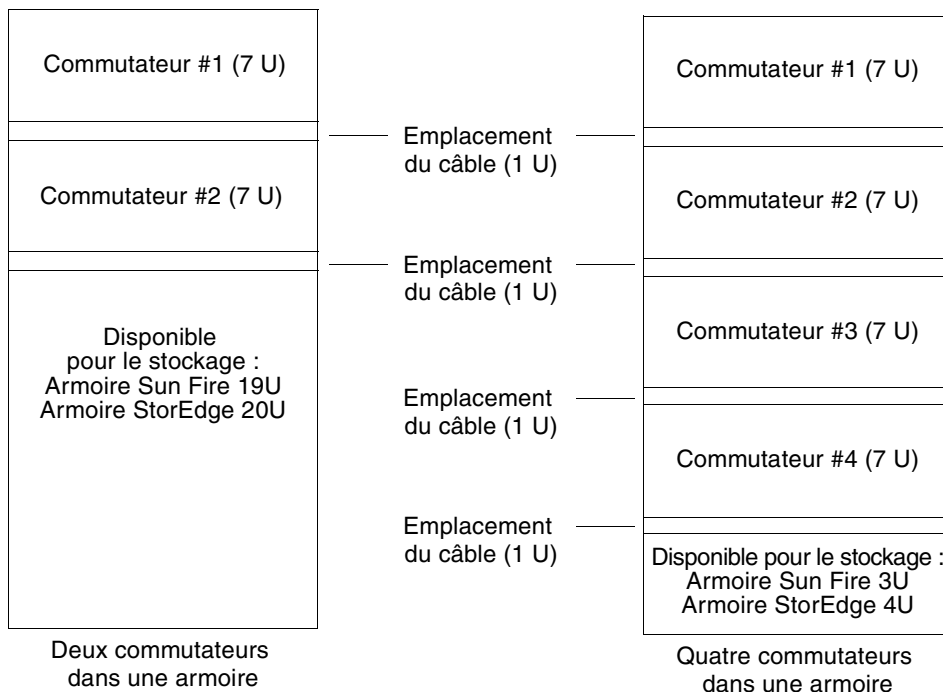 Commutateur #1 (7 U)
Commutateur #2 (7 U)
Disponible
pour le stockage :
Armoire Sun Fire 19U
Armoire StorEdge 20U
Deux commutateurs
dans une armoire
Emplacement
du câble (1 U)
Emplacement
du câble (1 U)
Emplacement
du câble (1 U)
Emplacement
du câble (1 U)
Commutateur #1 (7 U)
Commutateur #2 (7 U)
Commutateur #3 (7 U)
Commutateur #4 (7 U)
Disponible pour le stockage :
Armoire Sun Fire 3U
Armoire StorEdge 4U
Quatre commutateurs
dans une armoire